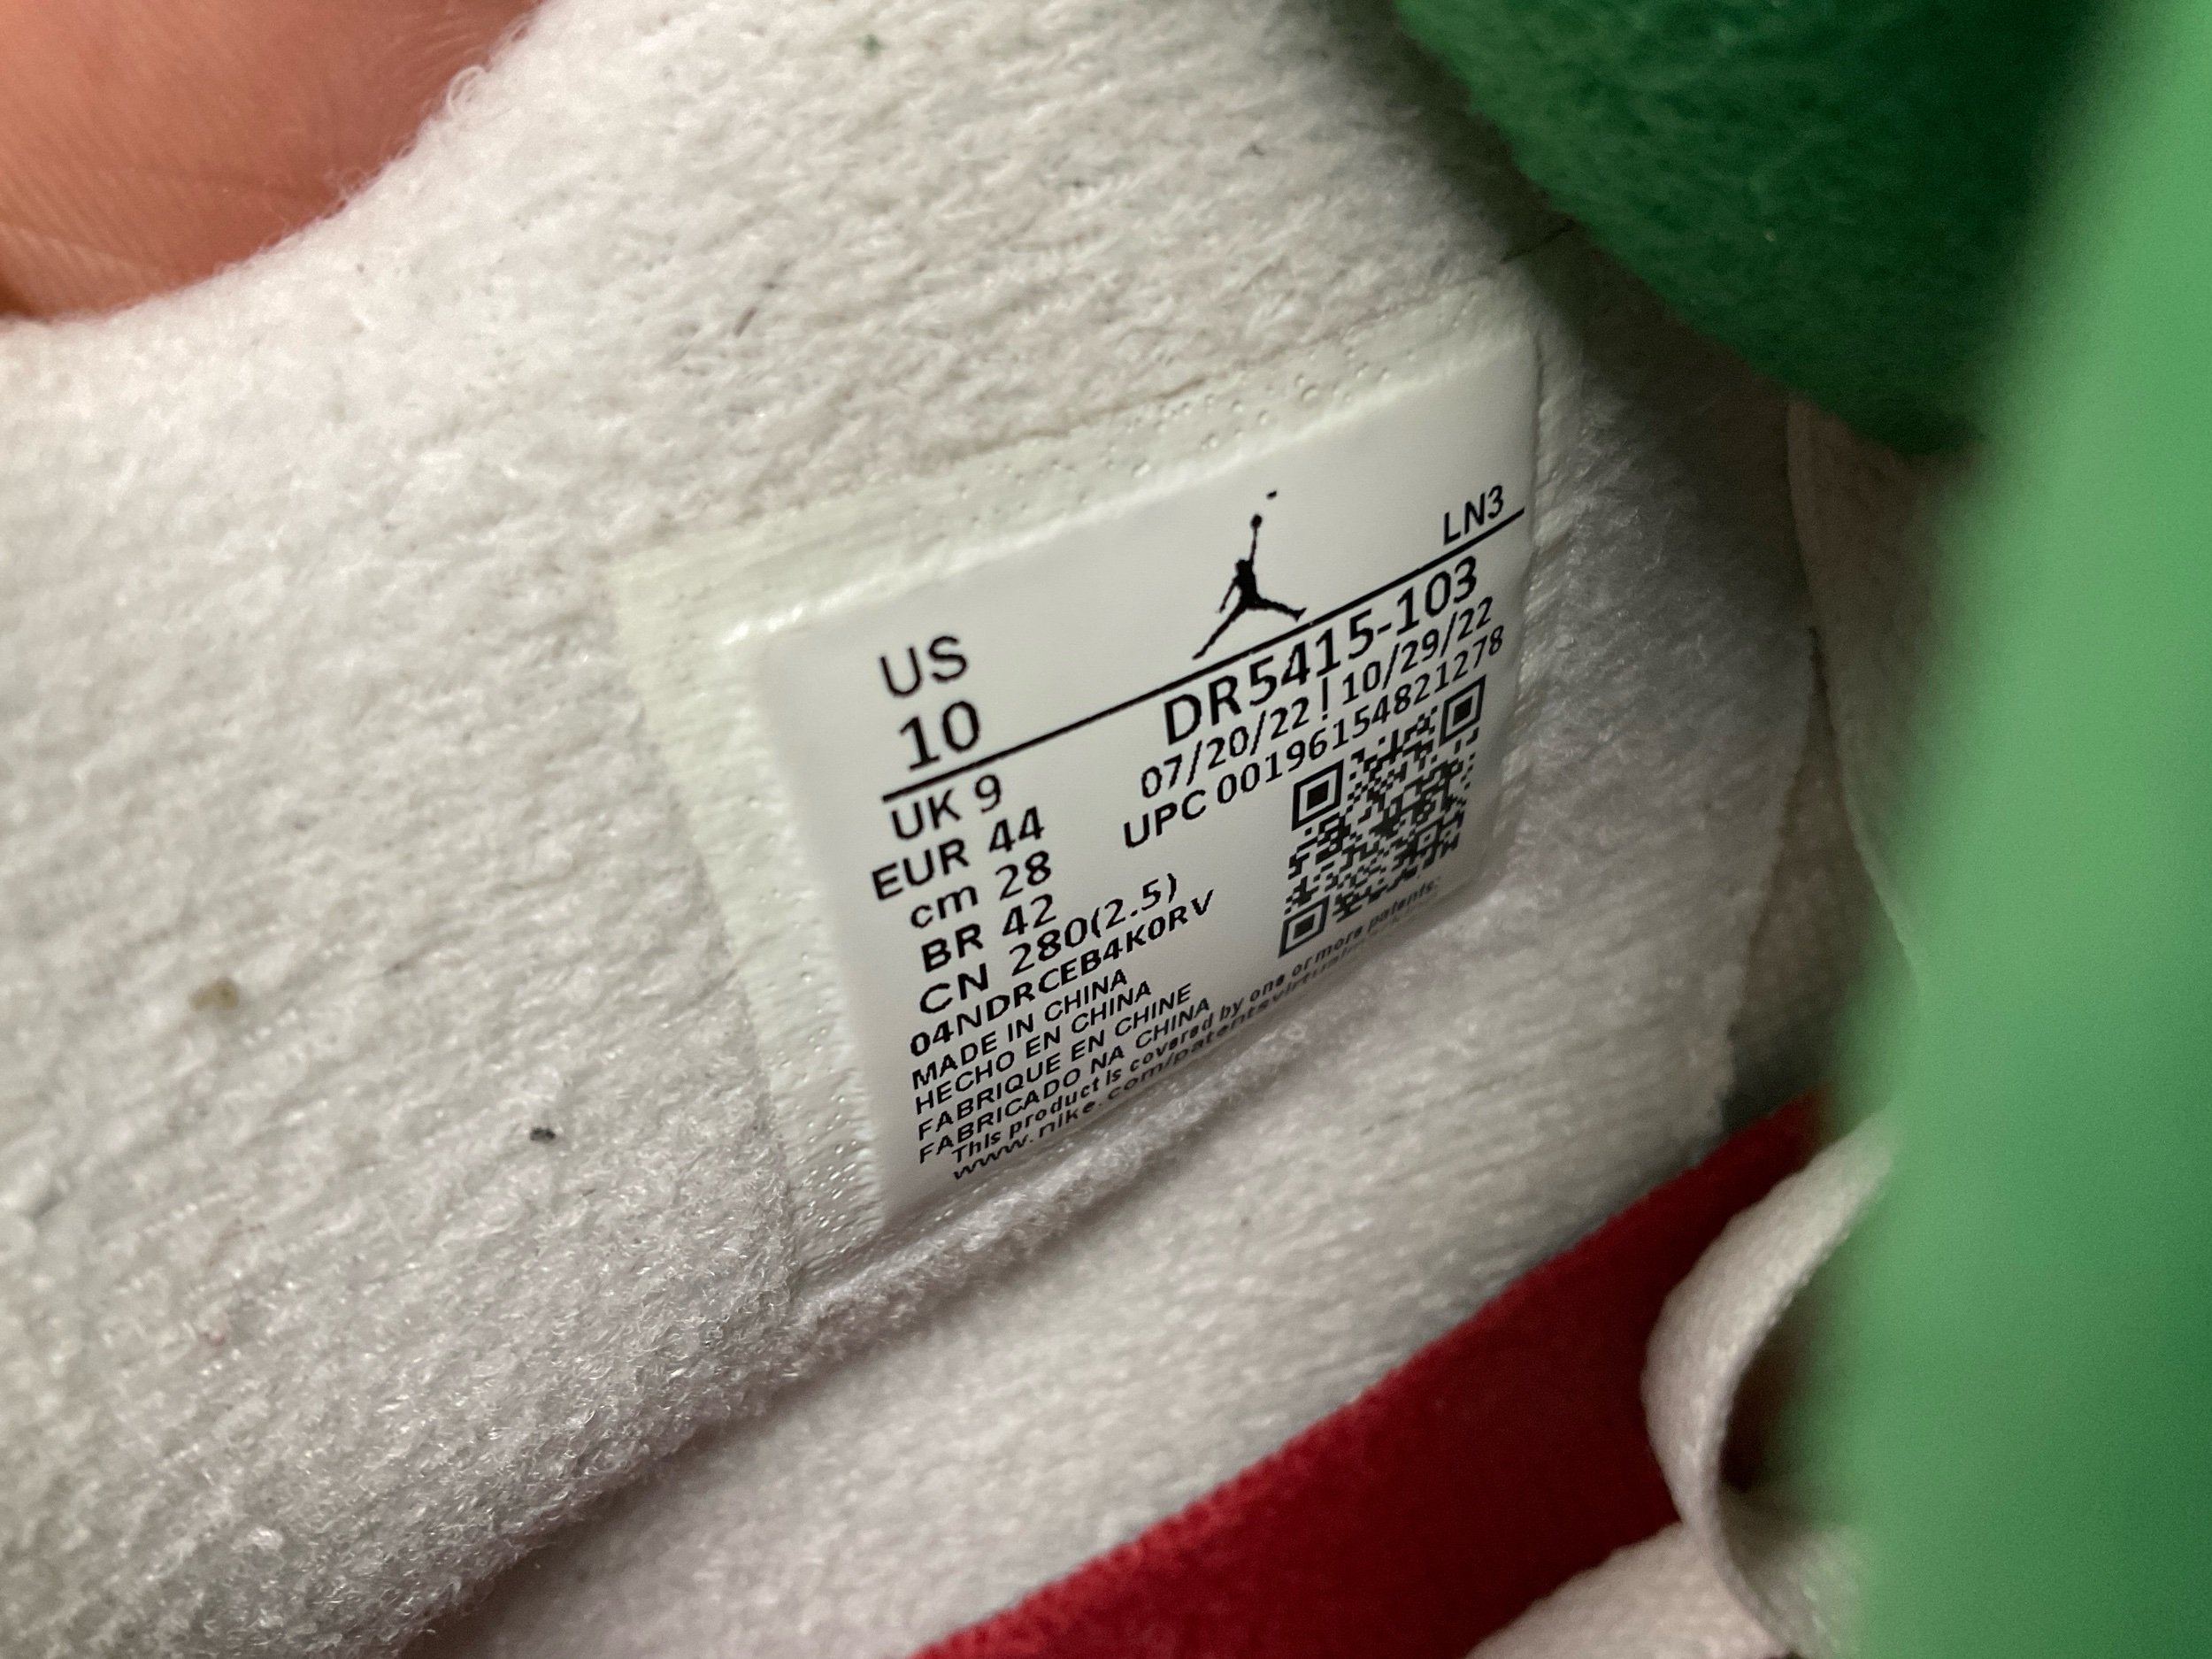 LN3
US
10
DR5415-103
07/20/22 | 10/29/22
UPC 00196154821278
UK 9
EUR 44
cm 28
BR 42
CN 280(2.5)
04NDRCEB4K0RV
MADE IN CHINA
HECHO EN CHINA
FABRIQUE EN CHINE
FABRICADO NA CHINA
This product is covered by one or more patents:
www.nike.com/patents